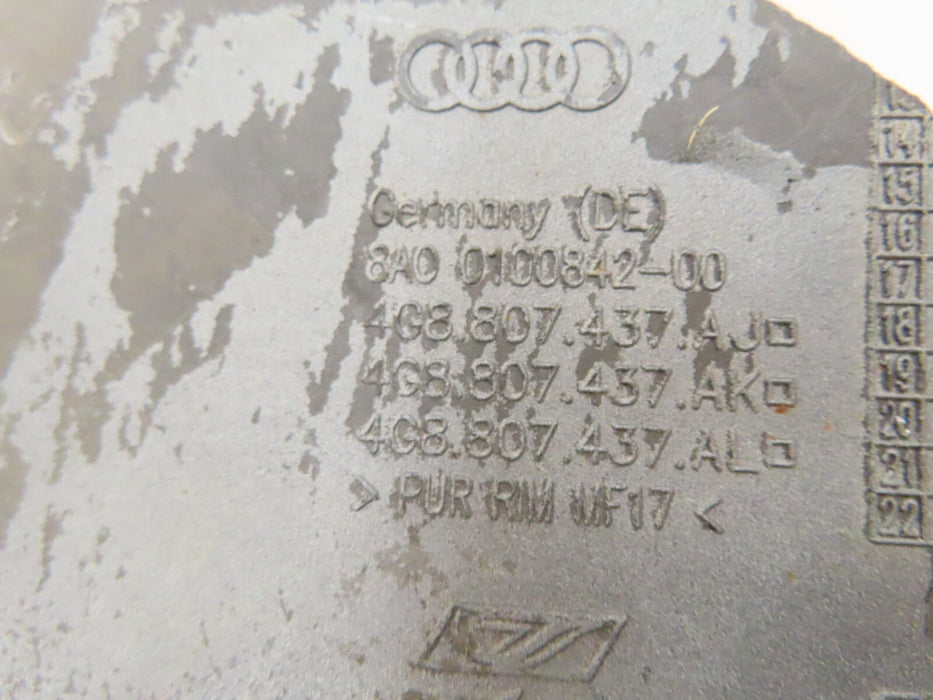 Germany (DE)
8A0 0100842-00
4G8.807.437.AJ
4G8.807.437.AK
4G8.807.437.AL
> PUR RIM MF17 <
13
14
15
16
17
18
19
20
21
22